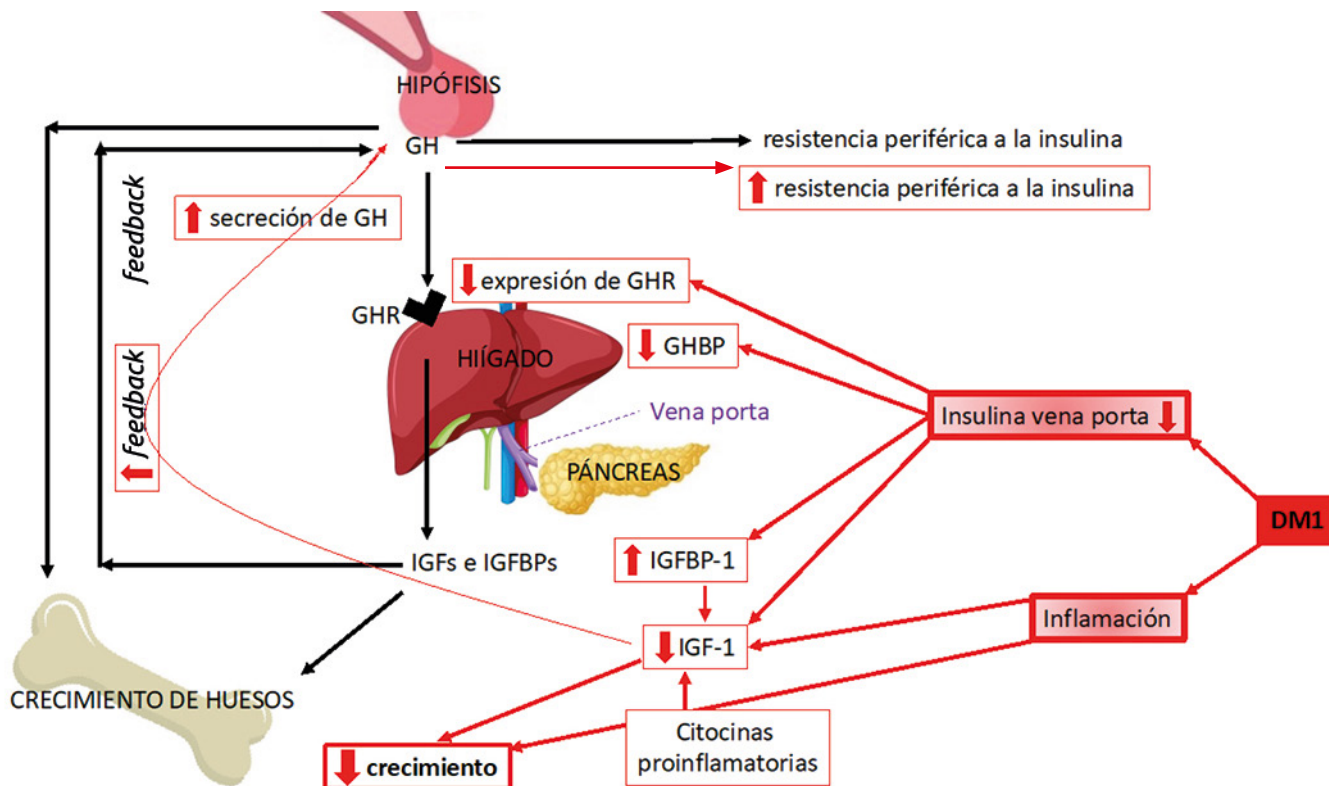 HIPÓFISIS
GH
resistencia periférica a la insulina
resistencia periférica a la insulina
feedback
secreción de GH
expresión de GHR
GHR
GHBP
HIÍGADO
Vena porta
Insulina vena porta
feedback
PÁNCREAS
DM1
IGFs e IGFBPs
IGFBP-1
Inflamación
IGF-1
CRECIMIENTO DE HUESOS
Citocinas
proinflamatorias
crecimiento